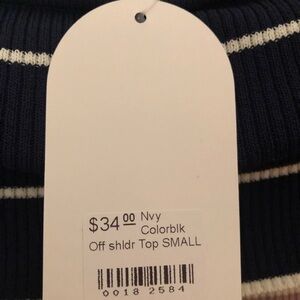 $34 00 Nvy
Colorblk
Off shldr Top SMALL
0018 2584